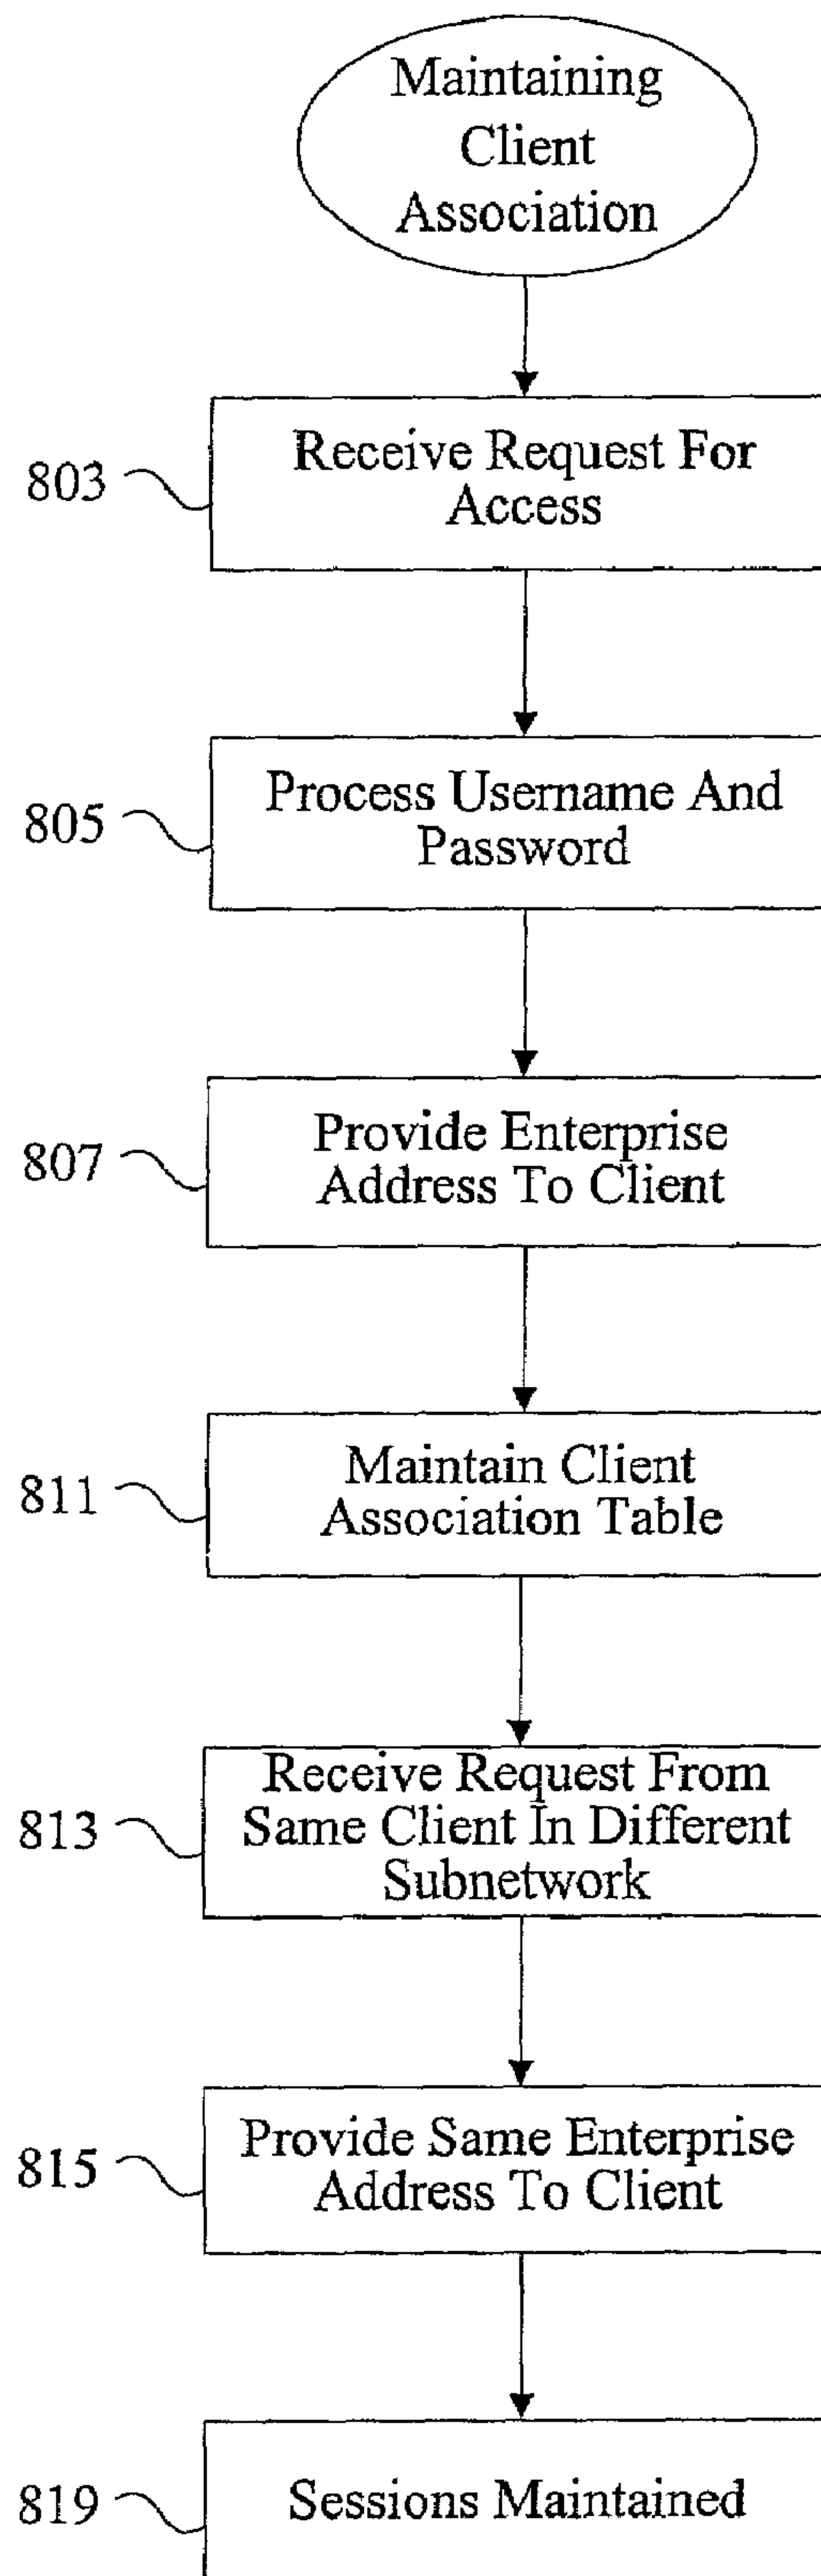 Maintaining
Client
Association
803
Receive Request For
Access
805
Process Username And
Password
807
Provide Enterprise
Address To Client
811
Maintain Client
Association Table
813
Receive Request From
Same Client In Different
Subnetwork
815
Provide Same Enterprise
Address To Client
819
Sessions Maintained